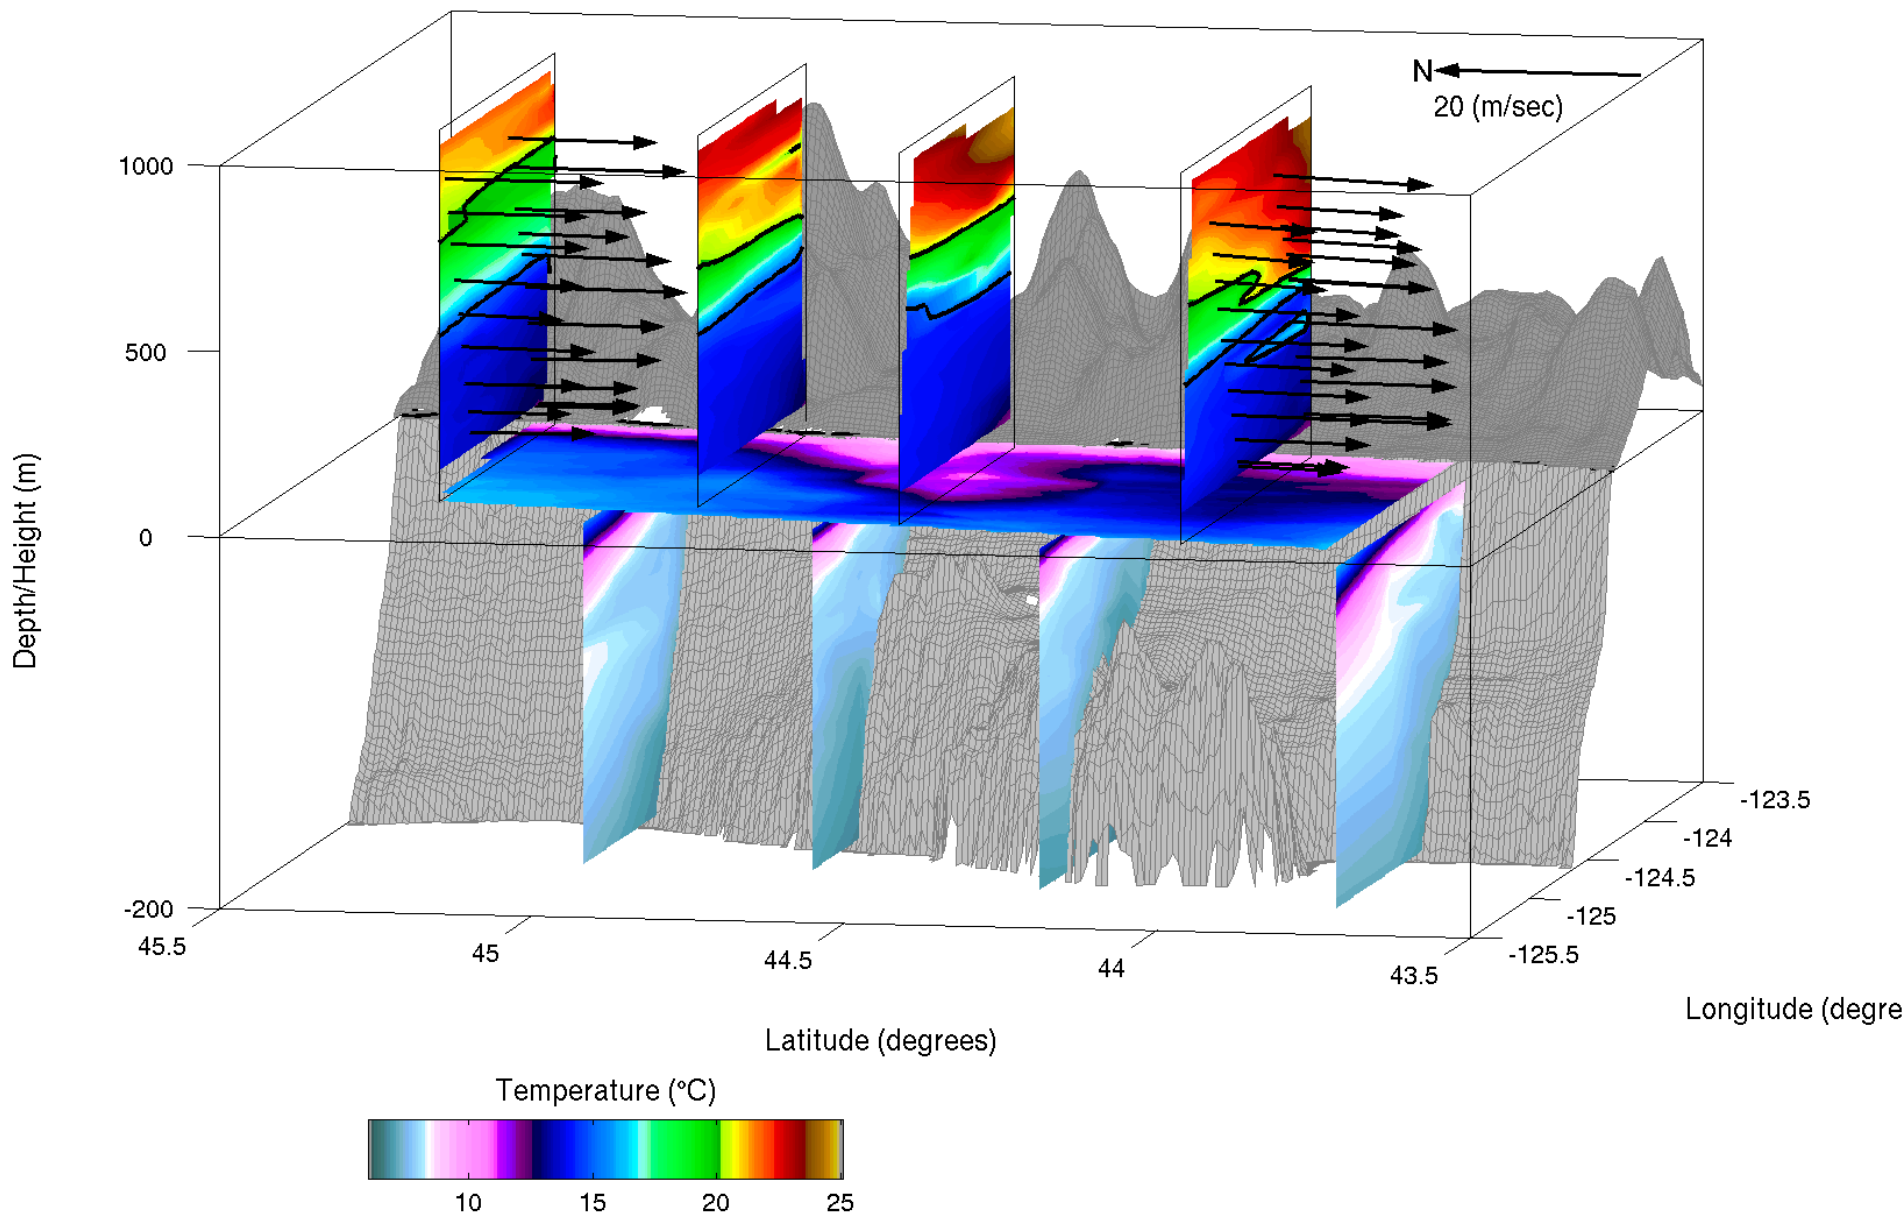 N
20 (m/sec)
1000
500
0
-200
Depth/Height (m)
45.5
45
44.5
44
43.5
-123.5
-124
-124.5
-125
-125.5
Longitude (degre
Latitude (degrees)
Temperature (°C)
10 15 20 25